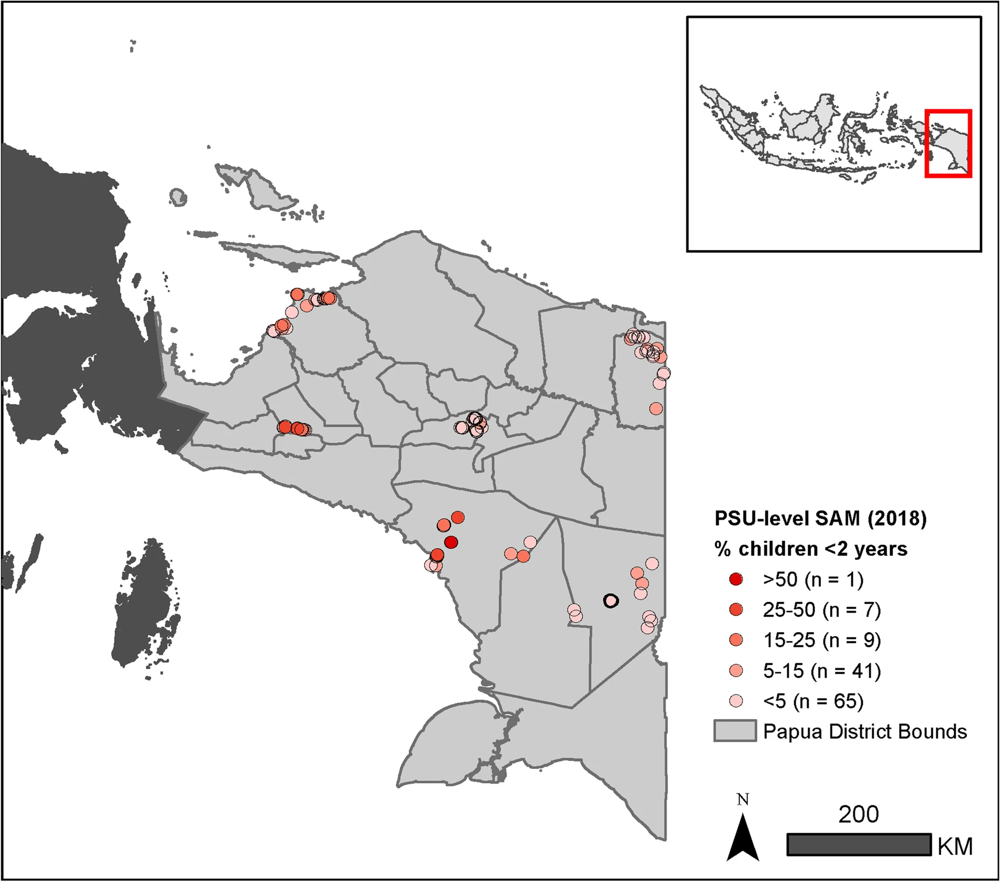 PSU-level SAM (2018)
% children <2 years
>50 (n = 1)
25-50 (n = 7)
15-25 (n = 9)
5-15 (n = 41)
<5 (n = 65)
Papua District Bounds
N
200
KM